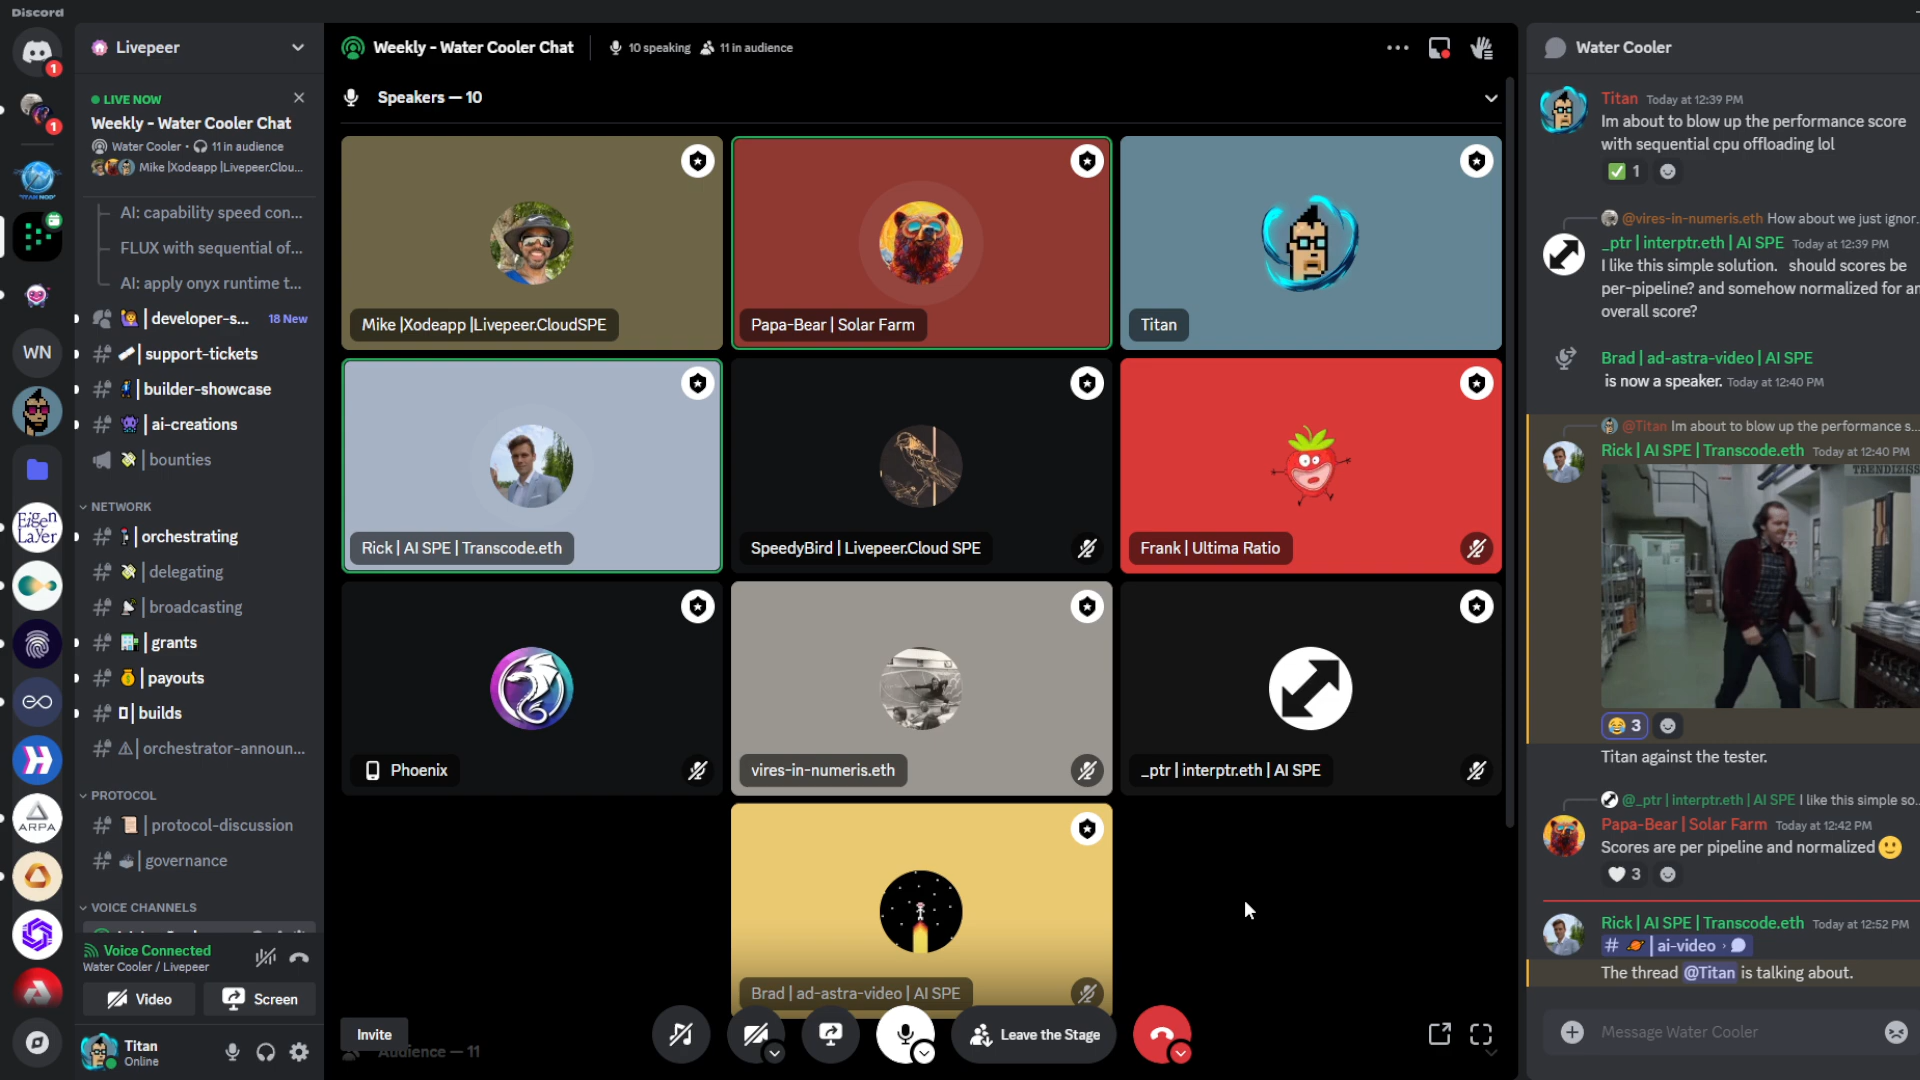 Discord
Livepeer
LIVE NOW
Weekly - Water Cooler Chat
Water Cooler • 11 in audience
Mike |Xodeapp |Livepeer.Clou...
AI: capability speed con...
FLUX with sequential of...
AI: apply onyx runtime t...
developer-s... 18 New
support-tickets
builder-showcase
ai-creations
bounties
NETWORK
orchestrating
delegating
broadcasting
grants
payouts
builds
orchestrator-announ...
PROTOCOL
protocol-discussion
governance
VOICE CHANNELS
Voice Connected
Water Cooler / Livepeer
Video
Screen
Titan
Online
1
1
"TITAN NODE"
WN
Eigen
Layer
ARPA
Weekly - Water Cooler Chat
10 speaking 11 in audience
Speakers — 10
Mike |Xodeapp |Livepeer.CloudSPE
Papa-Bear | Solar Farm
Titan
Rick | AI SPE | Transcode.eth
SpeedyBird | Livepeer.Cloud SPE
Frank | Ultima Ratio
Phoenix
vires-in-numeris.eth
_ptr | interptr.eth | AI SPE
Brad | ad-astra-video | AI SPE
Invite
Audience — 11
Leave the Stage
Water Cooler
Titan Today at 12:39 PM
Im about to blow up the performance score
with sequential cpu offloading lol
1
@vires-in-numeris.eth How about we just ignor...
_ptr | interptr.eth | AI SPE Today at 12:39 PM
I like this simple solution. should scores be
per-pipeline? and somehow normalized for an
overall score?
Brad | ad-astra-video | AI SPE
is now a speaker. Today at 12:40 PM
@Titan Im about to blow up the performance s...
Rick | AI SPE | Transcode.eth Today at 12:40 PM
TRENDIZISS
3
Titan against the tester.
@_ptr | interptr.eth | AI SPE I like this simple so...
Papa-Bear | Solar Farm Today at 12:42 PM
Scores are per pipeline and normalized
3
Rick | AI SPE | Transcode.eth Today at 12:52 PM
# | ai-video ›
The thread @Titan is talking about.
Message Water Cooler